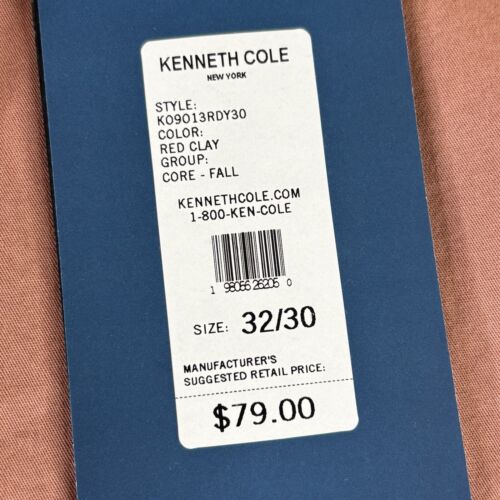 KENNETH COLE
NEW YORK
STYLE:
K09013RDY30
COLOR:
RED CLAY
GROUP:
CORE - FALL
KENNETHCOLE.COM
1-800-KEN-COLE
1 98056 26205 0
SIZE: 32/30
MANUFACTURER'S
SUGGESTED RETAIL PRICE:
$79.00